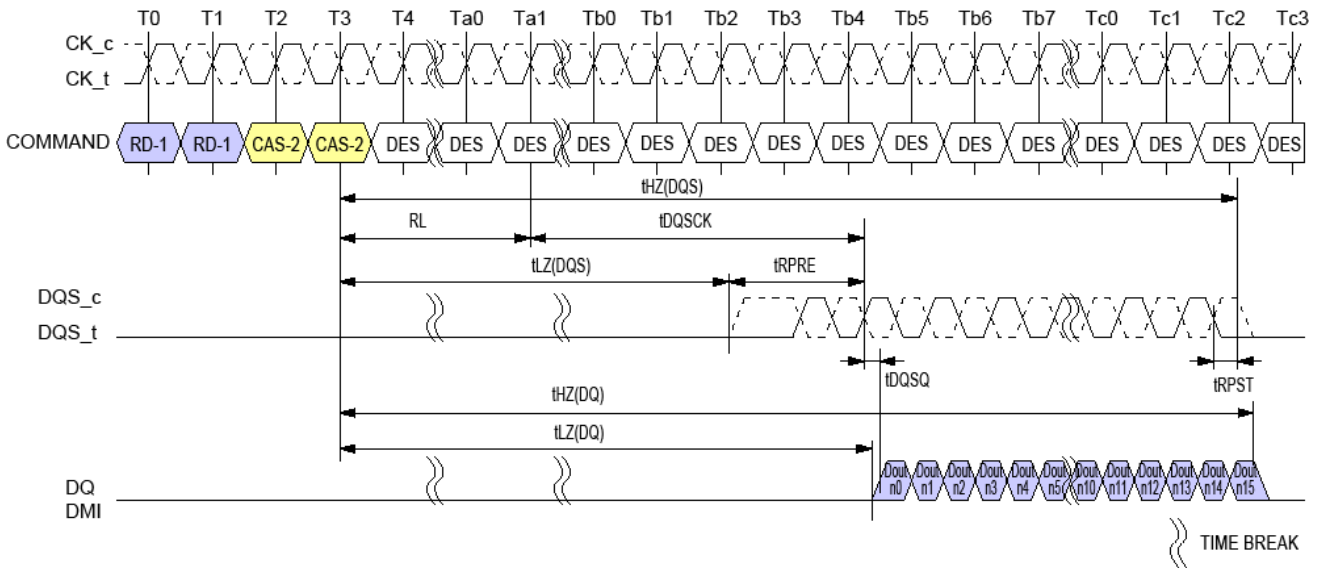 T0 T1 T2 T3 T4 Ta0 Ta1 Tb0 Tb1 Tb2 Tb3 Tb4 Tb5 Tb6 Tb7 Tc0 Tc1 Tc2 Tc3
CK_c
CK_t
COMMAND RD-1 RD-1 CAS-2 CAS-2 DES DES DES DES DES DES DES DES DES DES DES DES DES DES DES
tHZ(DQS)
RL tDQSCK
tLZ(DQS) tRPRE
DQS_c
DQS_t
tDQSQ tRPST
tHZ(DQ)
tLZ(DQ)
DQ Dout Dout Dout Dout Dout Dout Dout Dout Dout Dout Dout Dout
n0 n1 n2 n3 n4 n5 n10 n11 n12 n13 n14 n15
DMI
TIME BREAK